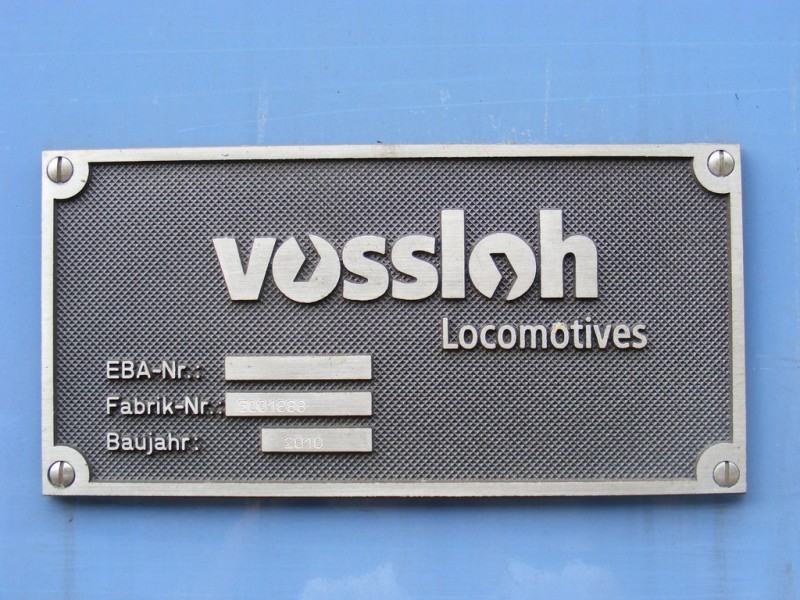 vossloh
Locomotives
EBA-Nr.:
Fabrik-Nr.:
Baujahr: 2010